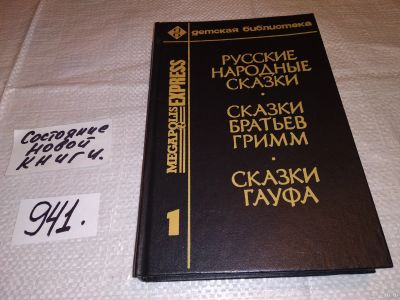 детская библиотека
РУССКИЕ
НАРОДНЫЕ
СКАЗКИ
•
СКАЗКИ
БРАТЬЕВ
ГРИММ
•
СКАЗКИ
ГАУФА
MEGAPOLIS
EXPRESS
1
Состояние
новой
книги.
941.